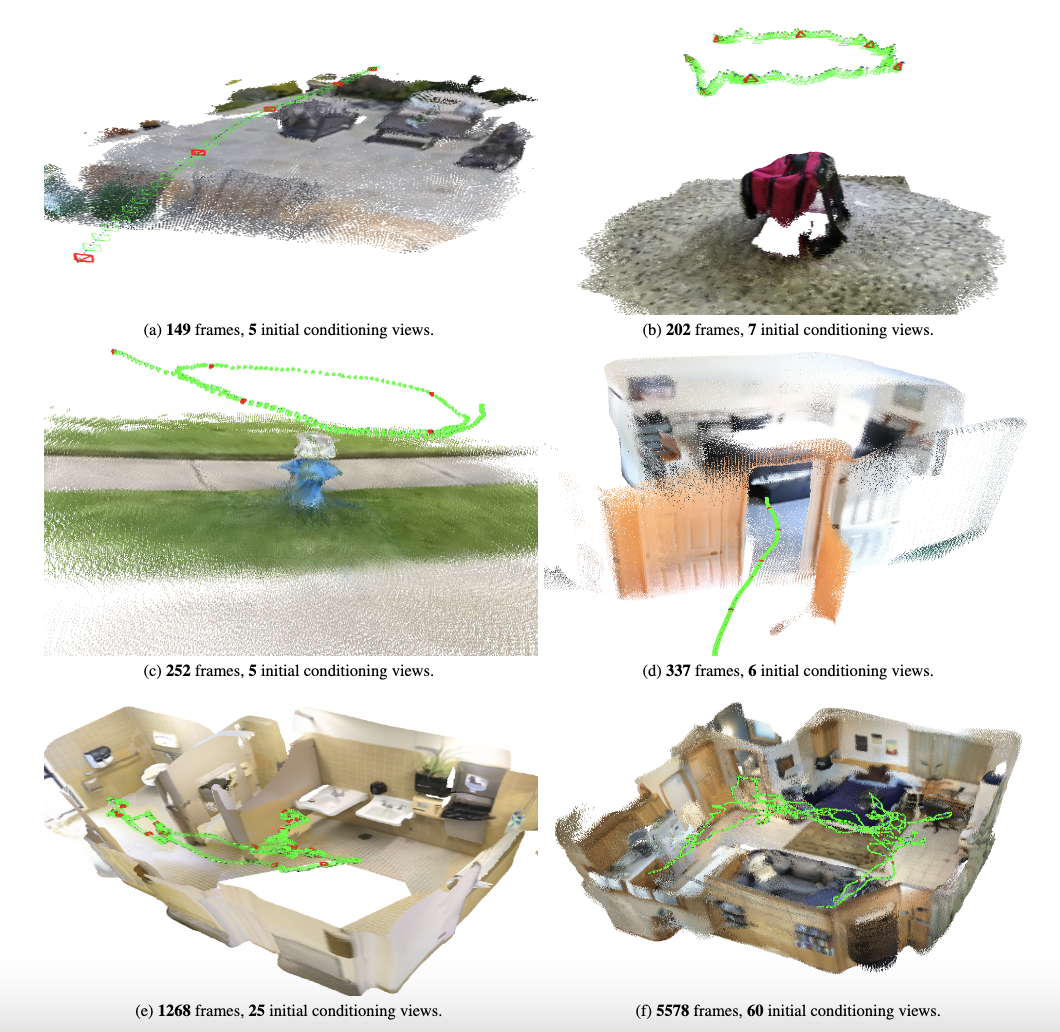 (a) 149 frames, 5 initial conditioning views.
(b) 202 frames, 7 initial conditioning views.
(c) 252 frames, 5 initial conditioning views.
(d) 337 frames, 6 initial conditioning views.
(e) 1268 frames, 25 initial conditioning views.
(f) 5578 frames, 60 initial conditioning views.